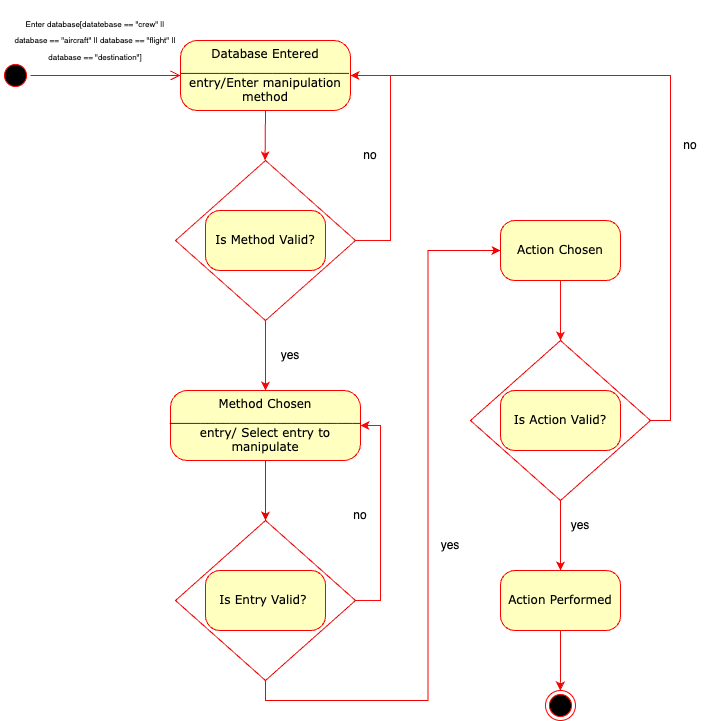 Enter database[datatebase == "crew" ||
database == "aircraft" || database == "flight" ||
database == "destination"]
Database Entered
entry/Enter manipulation
method
no
Is Method Valid?
yes
Method Chosen
entry/ Select entry to
manipulate
no
Is Entry Valid?
yes
Action Chosen
no
Is Action Valid?
yes
Action Performed